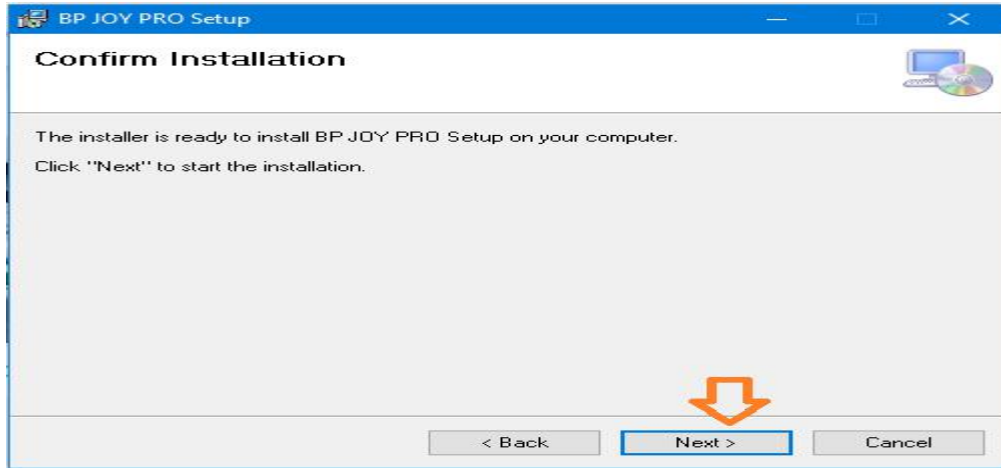 BP JOY PRO Setup
Confirm Installation
The installer is ready to install BP JOY PRO Setup on your computer.
Click "Next" to start the installation.
< Back
Next >
Cancel